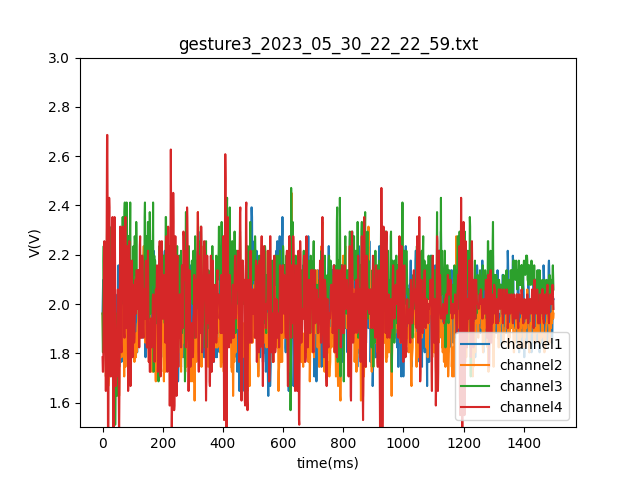 gesture3_2023_05_30_22_22_59.txt
3.0
2.8
2.6
2.4
2.2
2.0
1.8
1.6
V(V)
0 200 400 600 800 1000 1200 1400
time(ms)
channel1
channel2
channel3
channel4